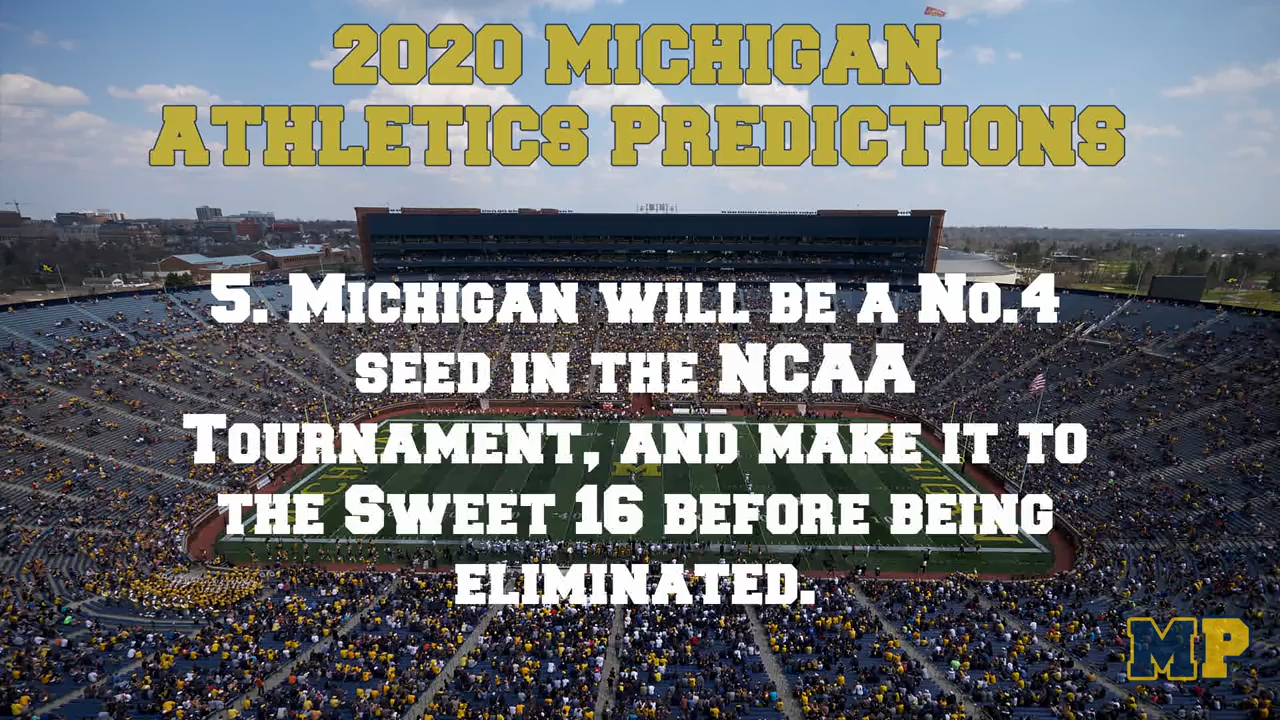 2020 MICHIGAN
ATHLETICS PREDICTIONS
5. MICHIGAN WILL BE A NO.4
SEED IN THE NCAA
TOURNAMENT, AND MAKE IT TO
THE SWEET 16 BEFORE BEING
ELIMINATED.
MP